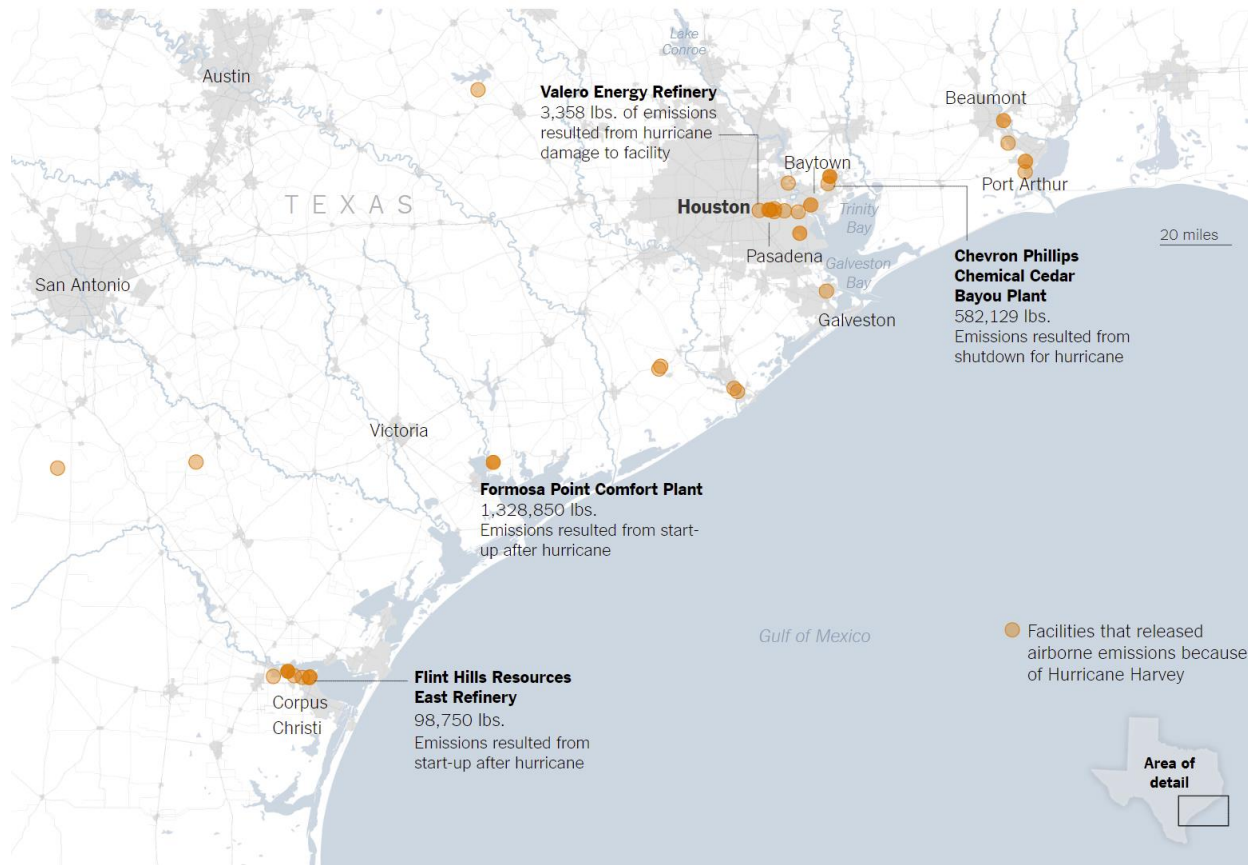 Lake
Conroe
Austin
Valero Energy Refinery
3,358 lbs. of emissions
resulted from hurricane
damage to facility
Beaumont
Baytown
Port Arthur
TEXAS
Houston
Trinity
Bay
20 miles
Pasadena
Galveston
Bay
Chevron Phillips
Chemical Cedar
Bayou Plant
582,129 lbs.
Emissions resulted from
shutdown for hurricane
San Antonio
Galveston
Victoria
Formosa Point Comfort Plant
1,328,850 lbs.
Emissions resulted from start-
up after hurricane
Gulf of Mexico
Facilities that released
airborne emissions because
of Hurricane Harvey
Flint Hills Resources
East Refinery
98,750 lbs.
Emissions resulted from
start-up after hurricane
Corpus
Christi
Area of
detail